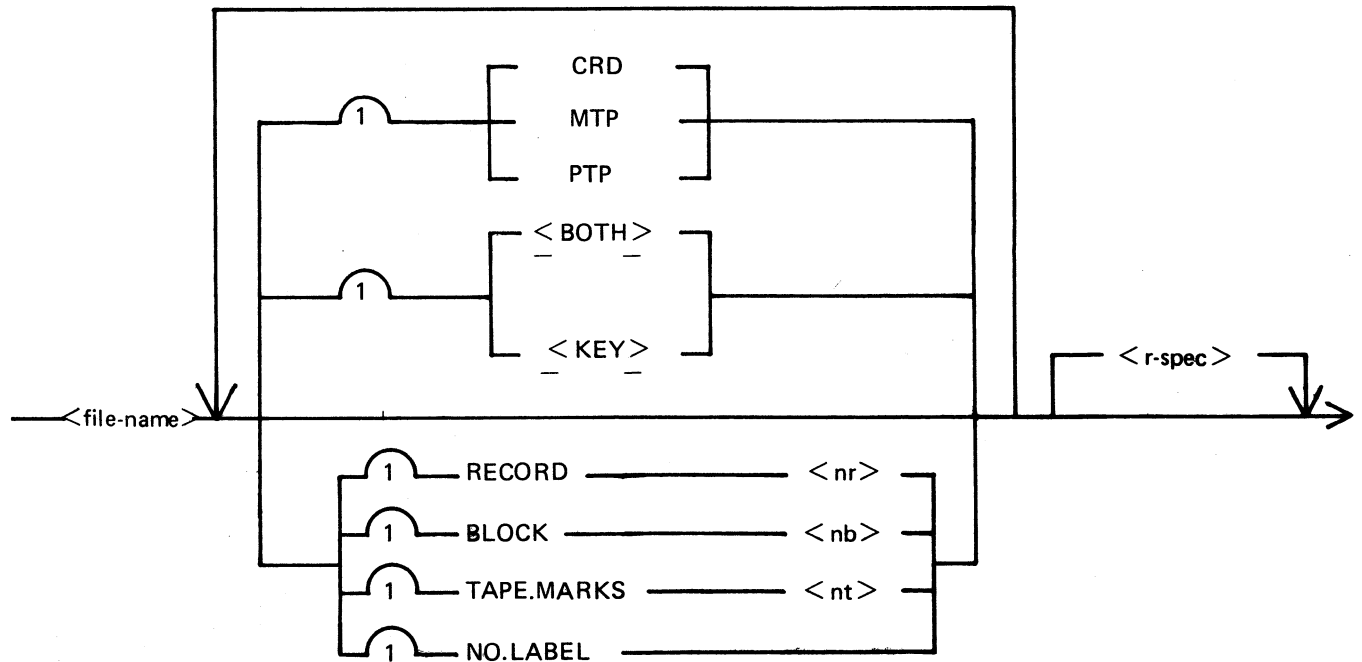 CRD
1 MTP
PTP
<BOTH>
1
<KEY>
<r-spec>
<file-name>
1 RECORD <nr>
1 BLOCK <nb>
1 TAPE.MARKS <nt>
1 NO.LABEL